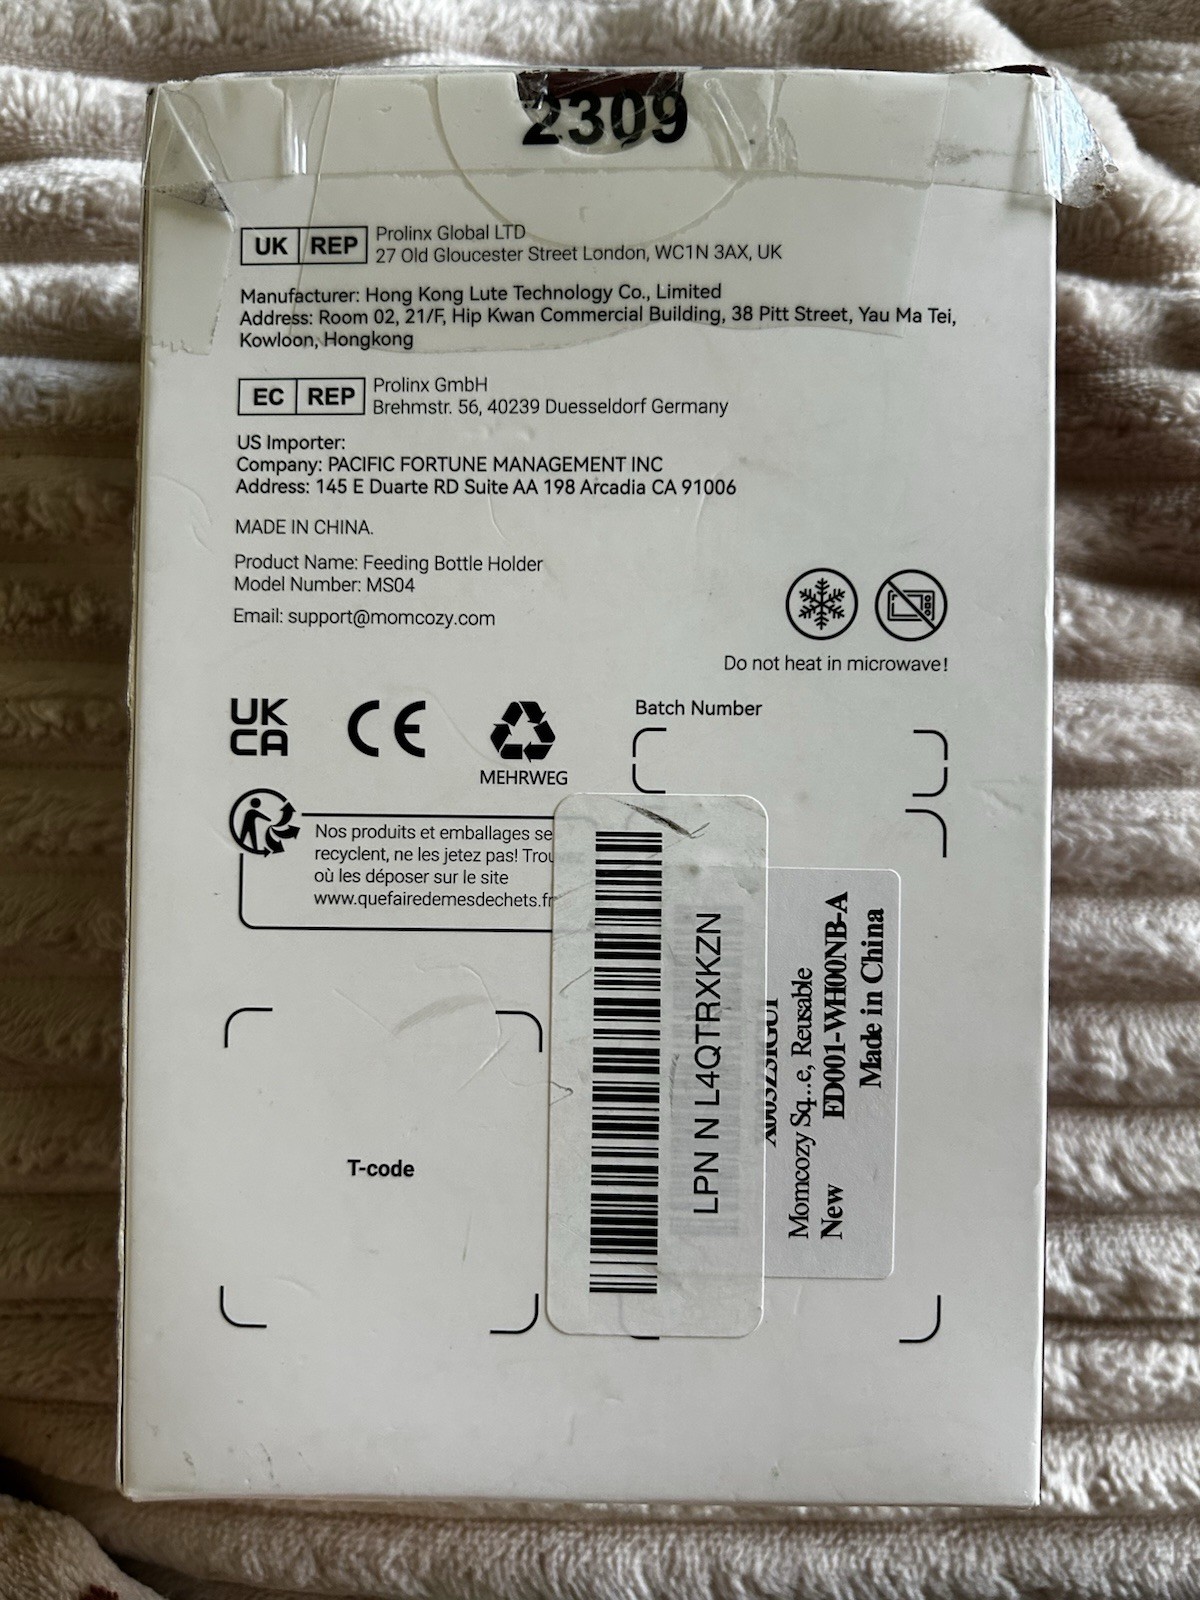 2309
UK REP
Prolinx Global LTD
27 Old Gloucester Street London, WC1N 3AX, UK
Manufacturer: Hong Kong Lute Technology Co., Limited
Address: Room 02, 21/F, Hip Kwan Commercial Building, 38 Pitt Street, Yau Ma Tei,
Kowloon, Hongkong
EC REP
Prolinx GmbH
Brehmstr. 56, 40239 Duesseldorf Germany
US Importer:
Company: PACIFIC FORTUNE MANAGEMENT INC
Address: 145 E Duarte RD Suite AA 198 Arcadia CA 91006
MADE IN CHINA.
Product Name: Feeding Bottle Holder
Model Number: MS04
Email: support@momcozy.com
Do not heat in microwave!
UK
CA
CE
MEHRWEG
Batch Number
Nos produits et emballages se
recyclent, ne les jetez pas! Trouvez
où les déposer sur le site
www.quefairedemesdechets.fr
T-code
LPN N L4QTRXKZN
Momcozy Sq...e, Reusable
New ED001-WH00NB-A
Made in China